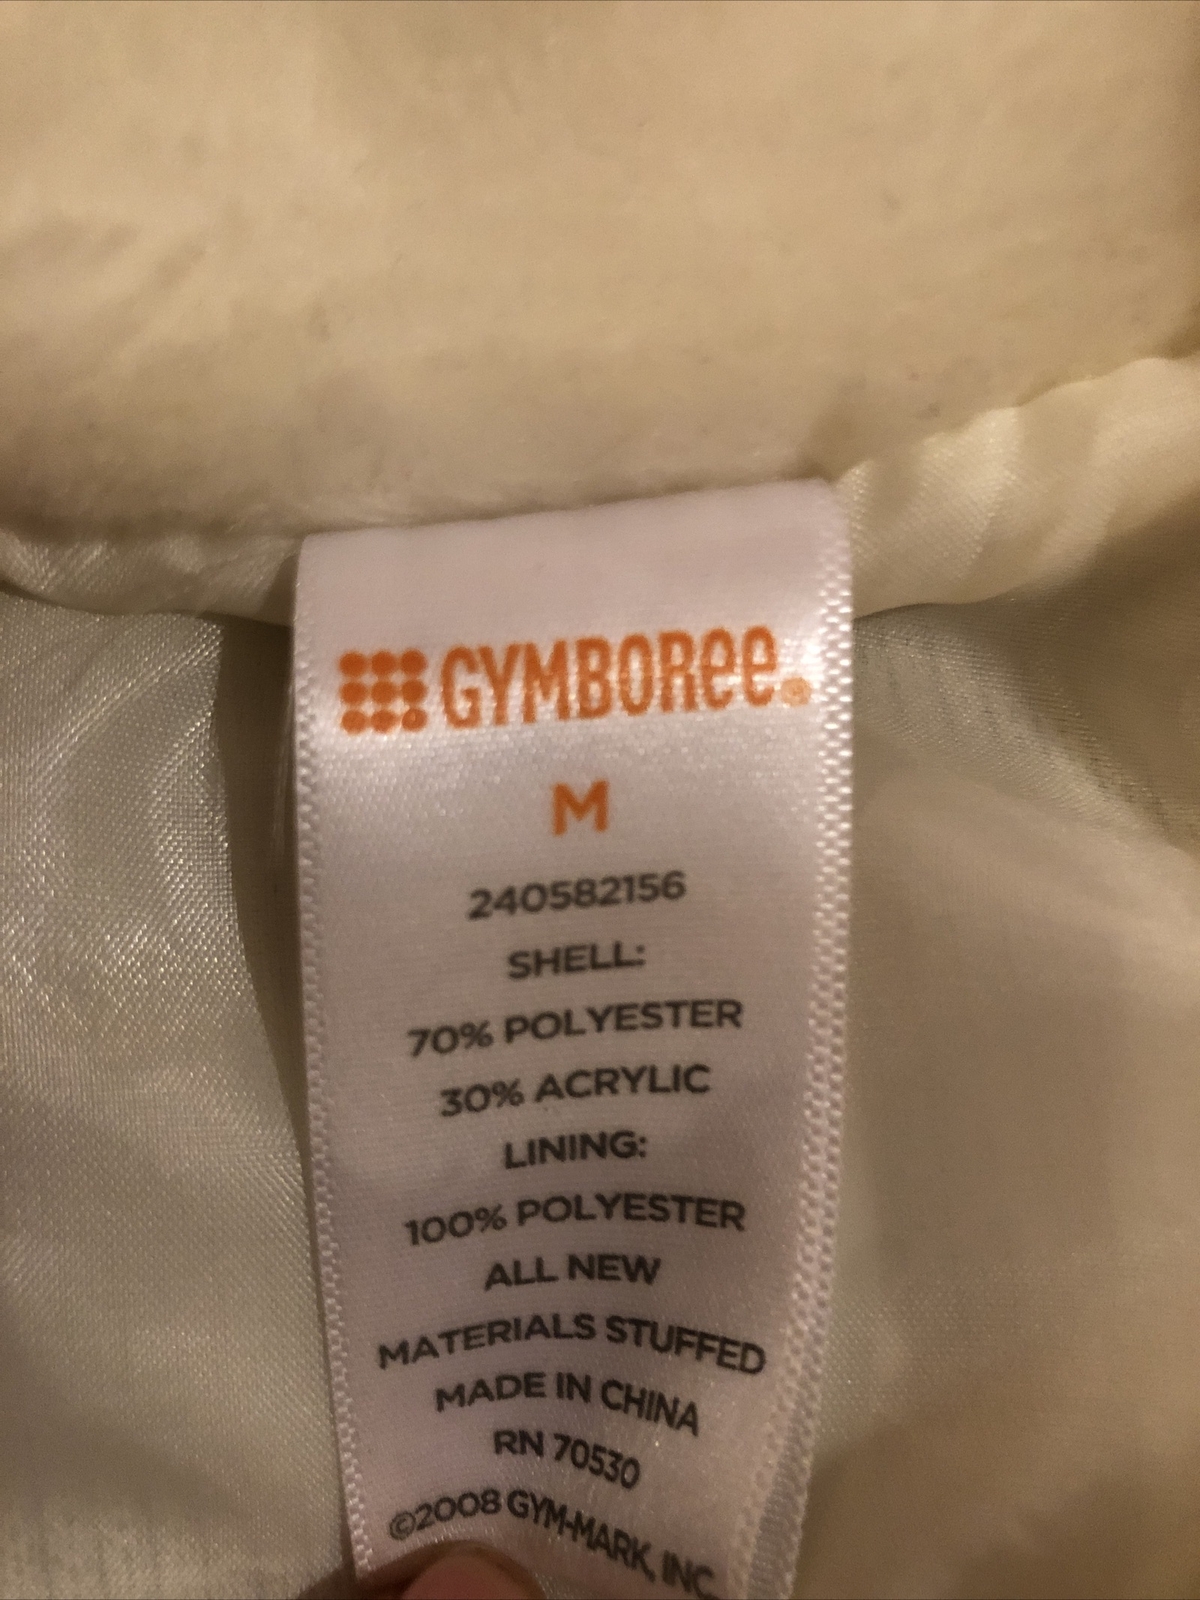 GYMBOREE®
M
240582156
SHELL:
70% POLYESTER
30% ACRYLIC
LINING:
100% POLYESTER
ALL NEW
MATERIALS STUFFED
MADE IN CHINA
RN 70530
©2008 GYM-MARK, INC.